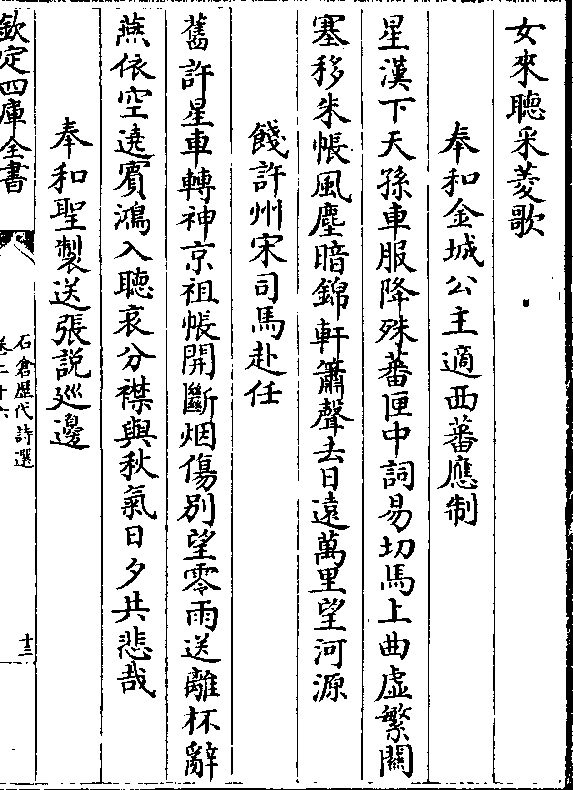 女來聽采菱歌
奉和金城公主適西蕃應制
星漢下天孫車服降殊蕃匣中詞易切馬上曲虚繁關
塞移朱帳風塵暗錦軒簫聲去日遠萬里望河源
餞許州宋司馬赴任
舊許星車轉神京祖帳開斷烟傷别望零雨送離杯辭
燕依空遶賓鴻入聽哀分襟與秋氣日夕共悲哉
奉和聖製送張說巡邊
欽定四庫全書
石倉歷代詩選
卷二十六
十三